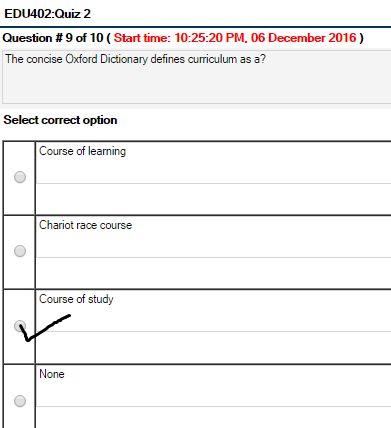 EDU402:Quiz 2
Question # 9 of 10 ( Start time: 10:25:20 PM, 06 December 2016 )
The concise Oxford Dictionary defines curriculum as a?
Select correct option
Course of learning
Chariot race course
Course of study
None